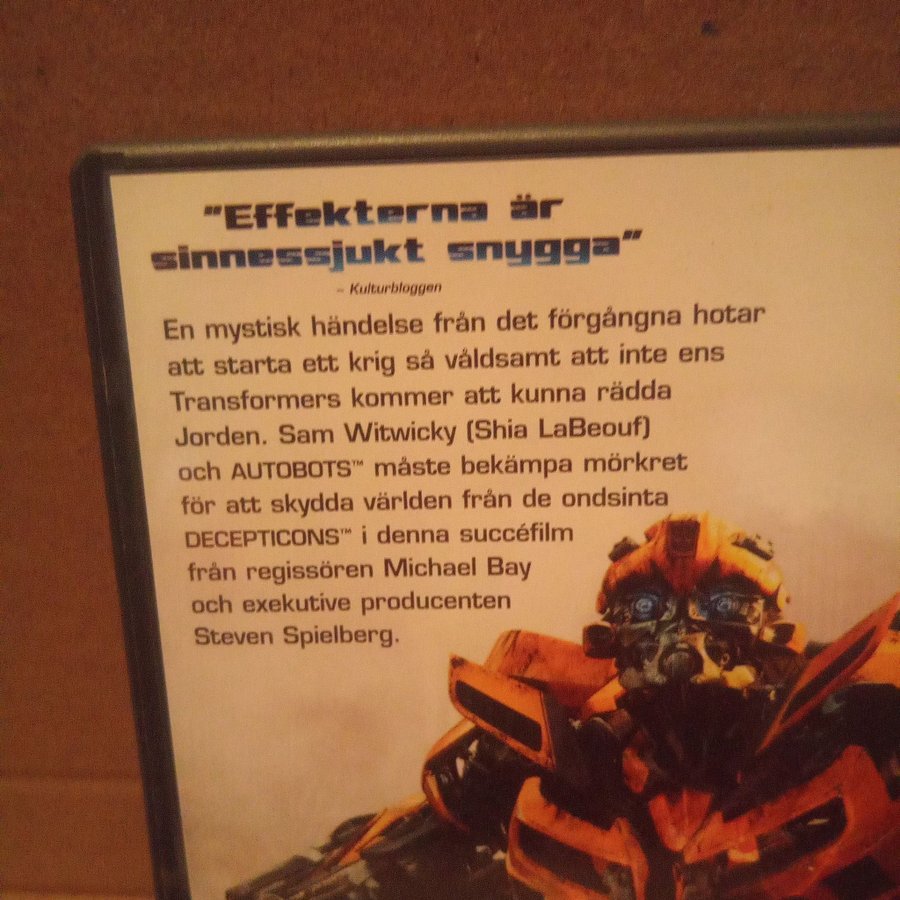 "Effekterna är
sinnessjukt snygga"
– Kulturbloggen
En mystisk händelse från det förgångna hotar
att starta ett krig så våldsamt att inte ens
Transformers kommer att kunna rädda
Jorden. Sam Witwicky (Shia LaBeouf)
och AUTOBOTS™ måste bekämpa mörkret
för att skydda världen från de ondsinta
DECEPTICONS™ i denna succéfilm
från regissören Michael Bay
och exekutive producenten
Steven Spielberg.